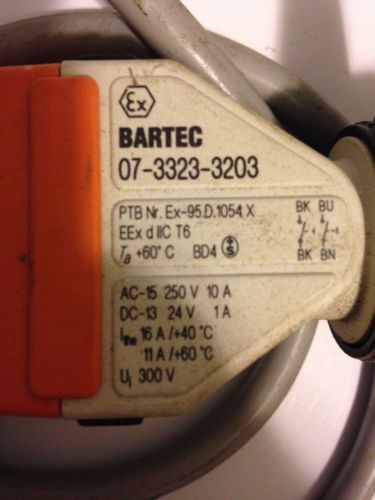 Ex
BARTEC
07-3323-3203
PTB Nr. Ex-95.D.1054 X
EEx d IIC T6
Ta +60° C BD4 S
BK BU
BK BN
AC-15 250 V 10 A
DC-13 24 V 1 A
Ithe 16 A /+40 °C
11 A /+60 °C
Ui 300 V